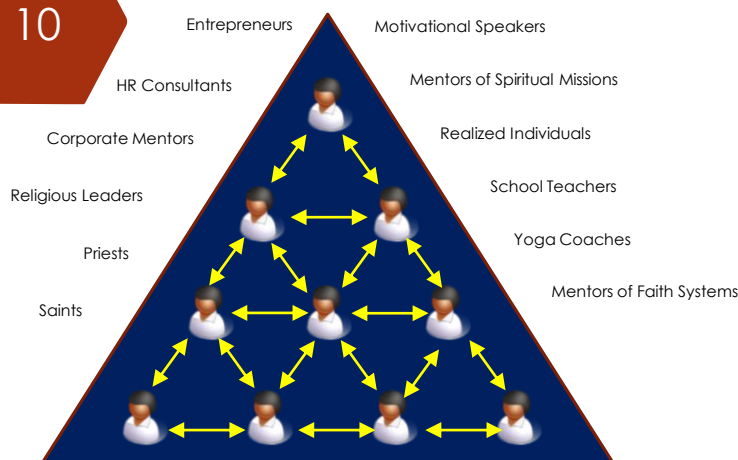 10
Entrepreneurs
Motivational Speakers
HR Consultants
Mentors of Spiritual Missions
Corporate Mentors
Realized Individuals
Religious Leaders
School Teachers
Priests
Yoga Coaches
Saints
Mentors of Faith Systems